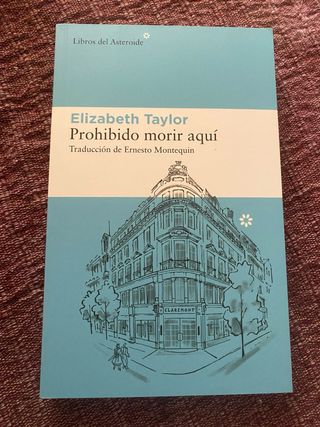 Libros del Asteroide
Elizabeth Taylor
Prohibido morir aquí
Traducción de Ernesto Montequin
CLAREMONT